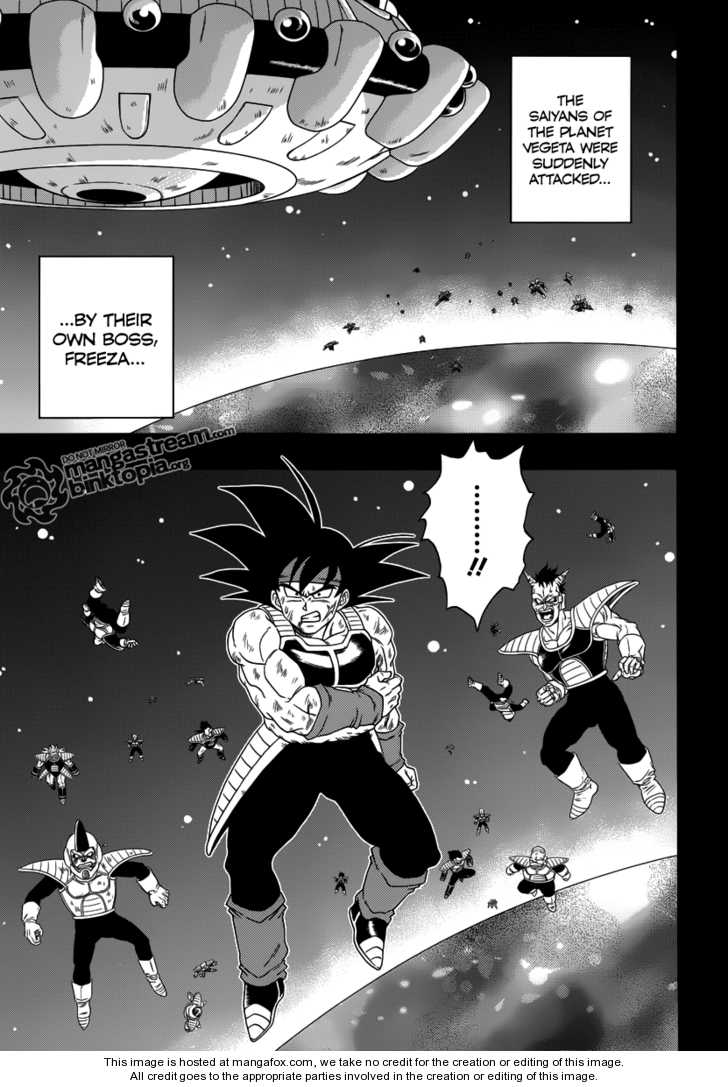 THE
SAIYANS OF
THE PLANET
VEGETA WERE
SUDDENLY
ATTACKED...
...BY THEIR
OWN BOSS,
FREEZA...
DO NOT MIRROR
mangastream.com
binktopia.org
.........!!
This image is hosted at mangafox.com, we take no credit for the creation or editing of this image.
All credit goes to the appropriate parties involved in the creation or editing of this image.